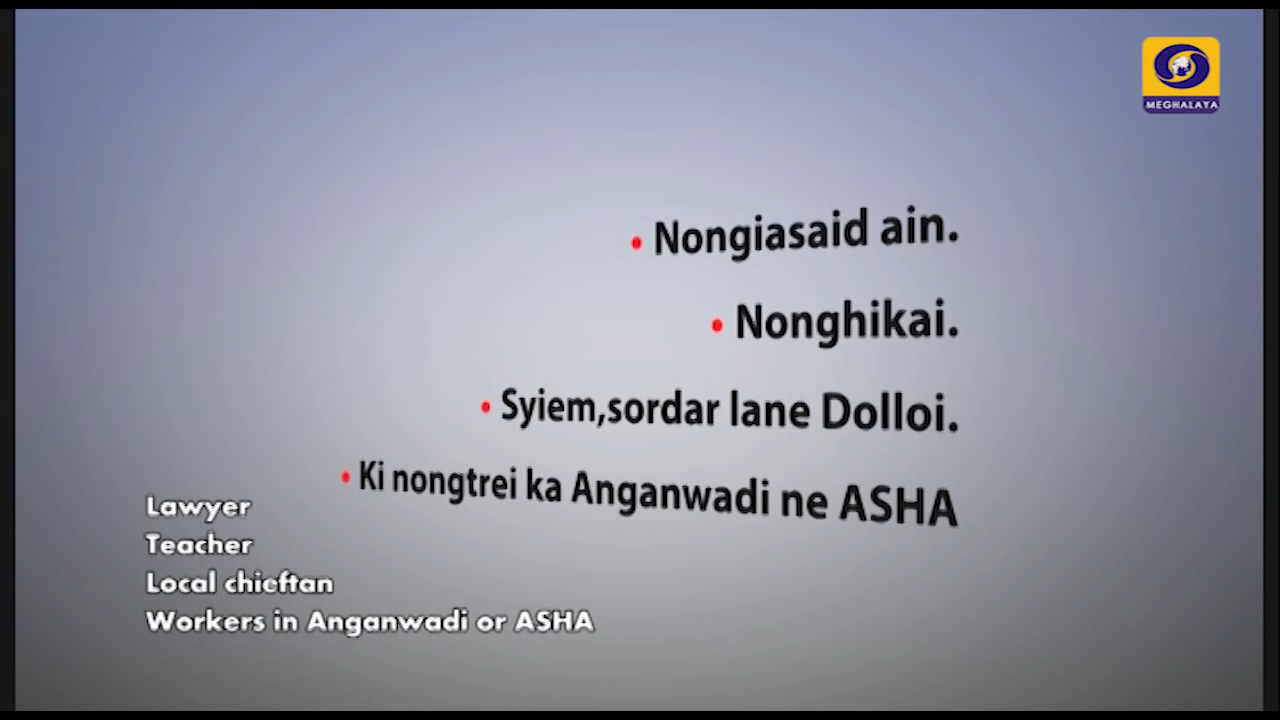 MEGHALAYA
• Nongiasaid ain.
• Nonghikai.
• Syiem,sordar lane Dolloi.
• Ki nongtrei ka Anganwadi ne ASHA
Lawyer
Teacher
Local chieftan
Workers in Anganwadi or ASHA